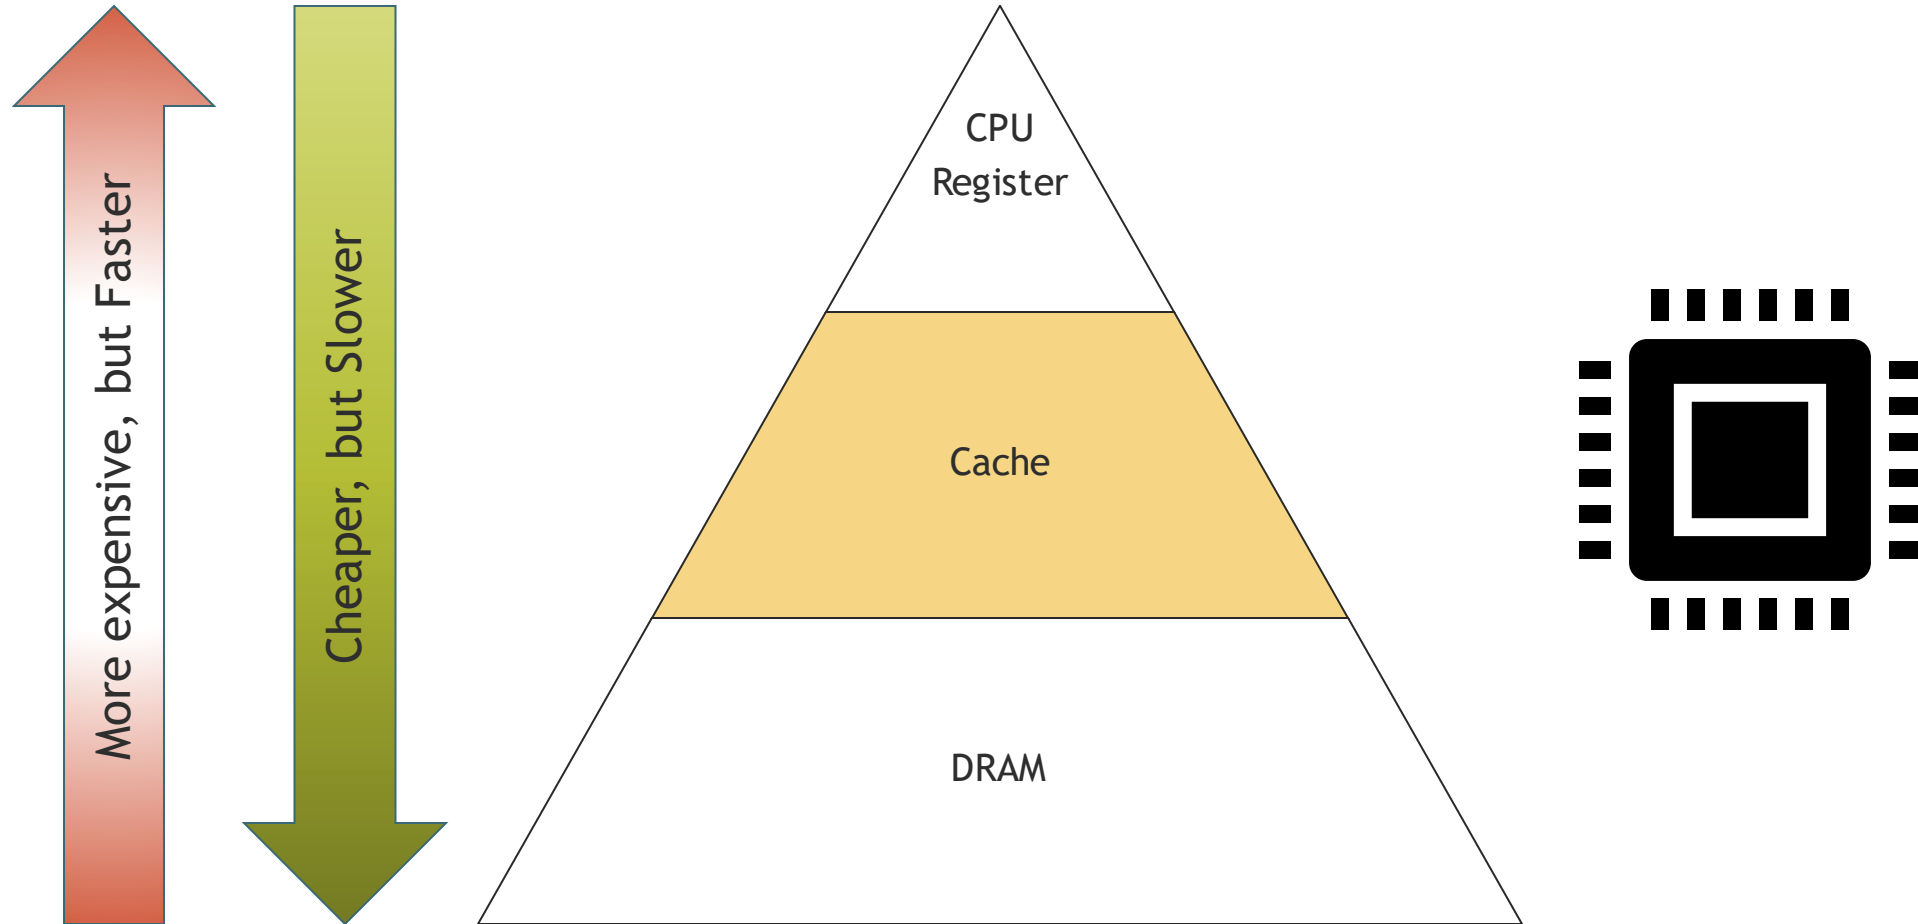 More expensive, but Faster
Cheaper, but Slower
CPU
Register
Cache
DRAM